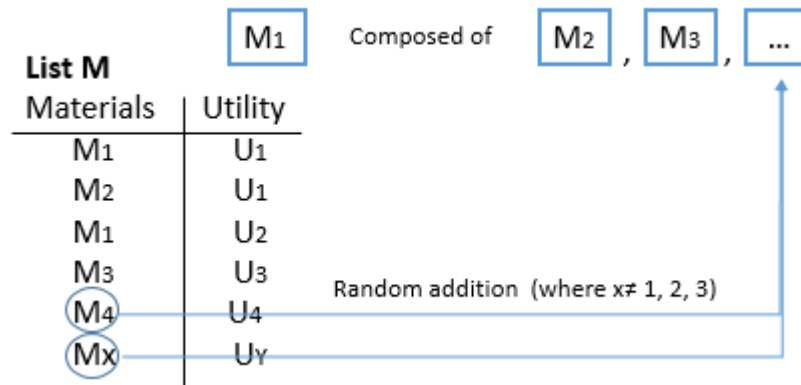 M1 Composed of M2 , M3 , ...
List M
Materials Utility
M1 U1
M2 U1
M1 U2
M3 U3
Random addition (where x≠ 1, 2, 3)
M4 U4
Mx UY